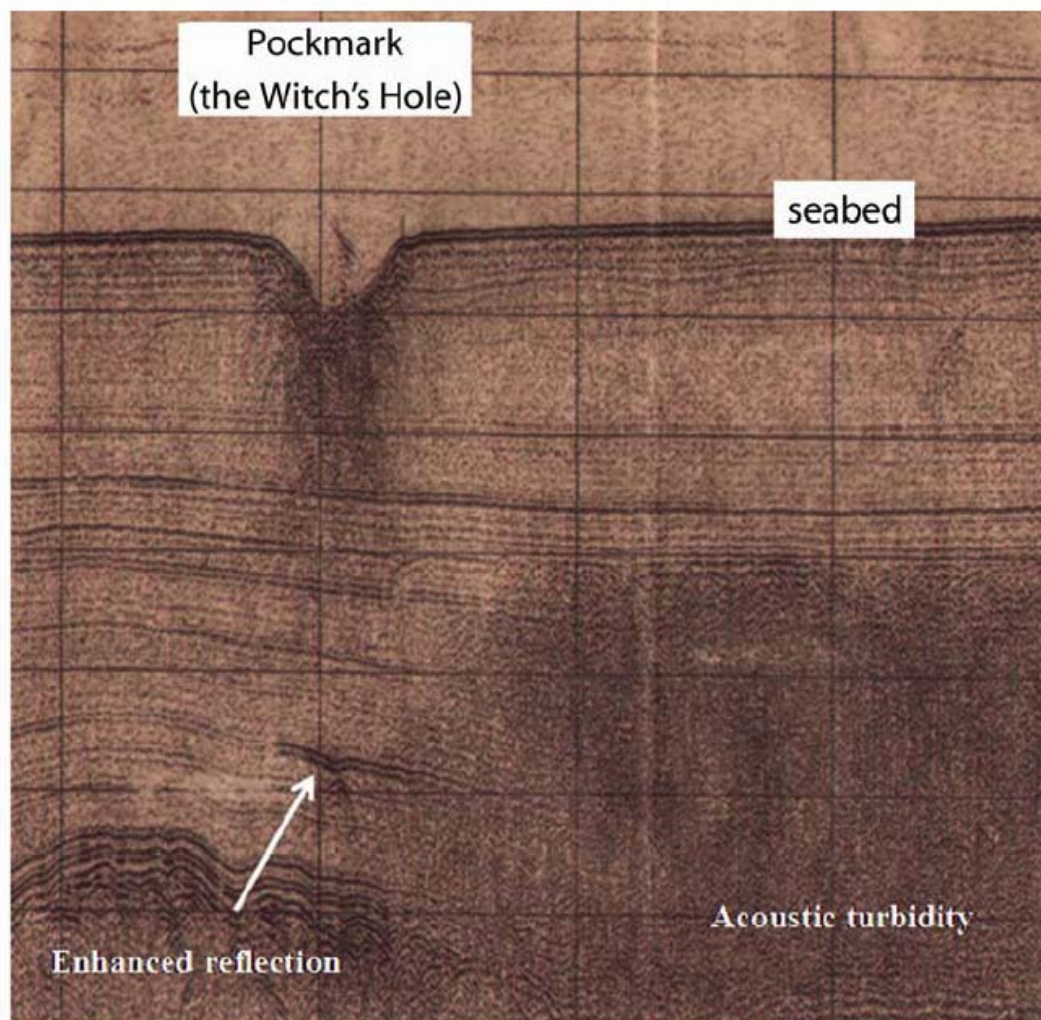 Pockmark
(the Witch's Hole)
seabed
Acoustic turbidity
Enhanced reflection